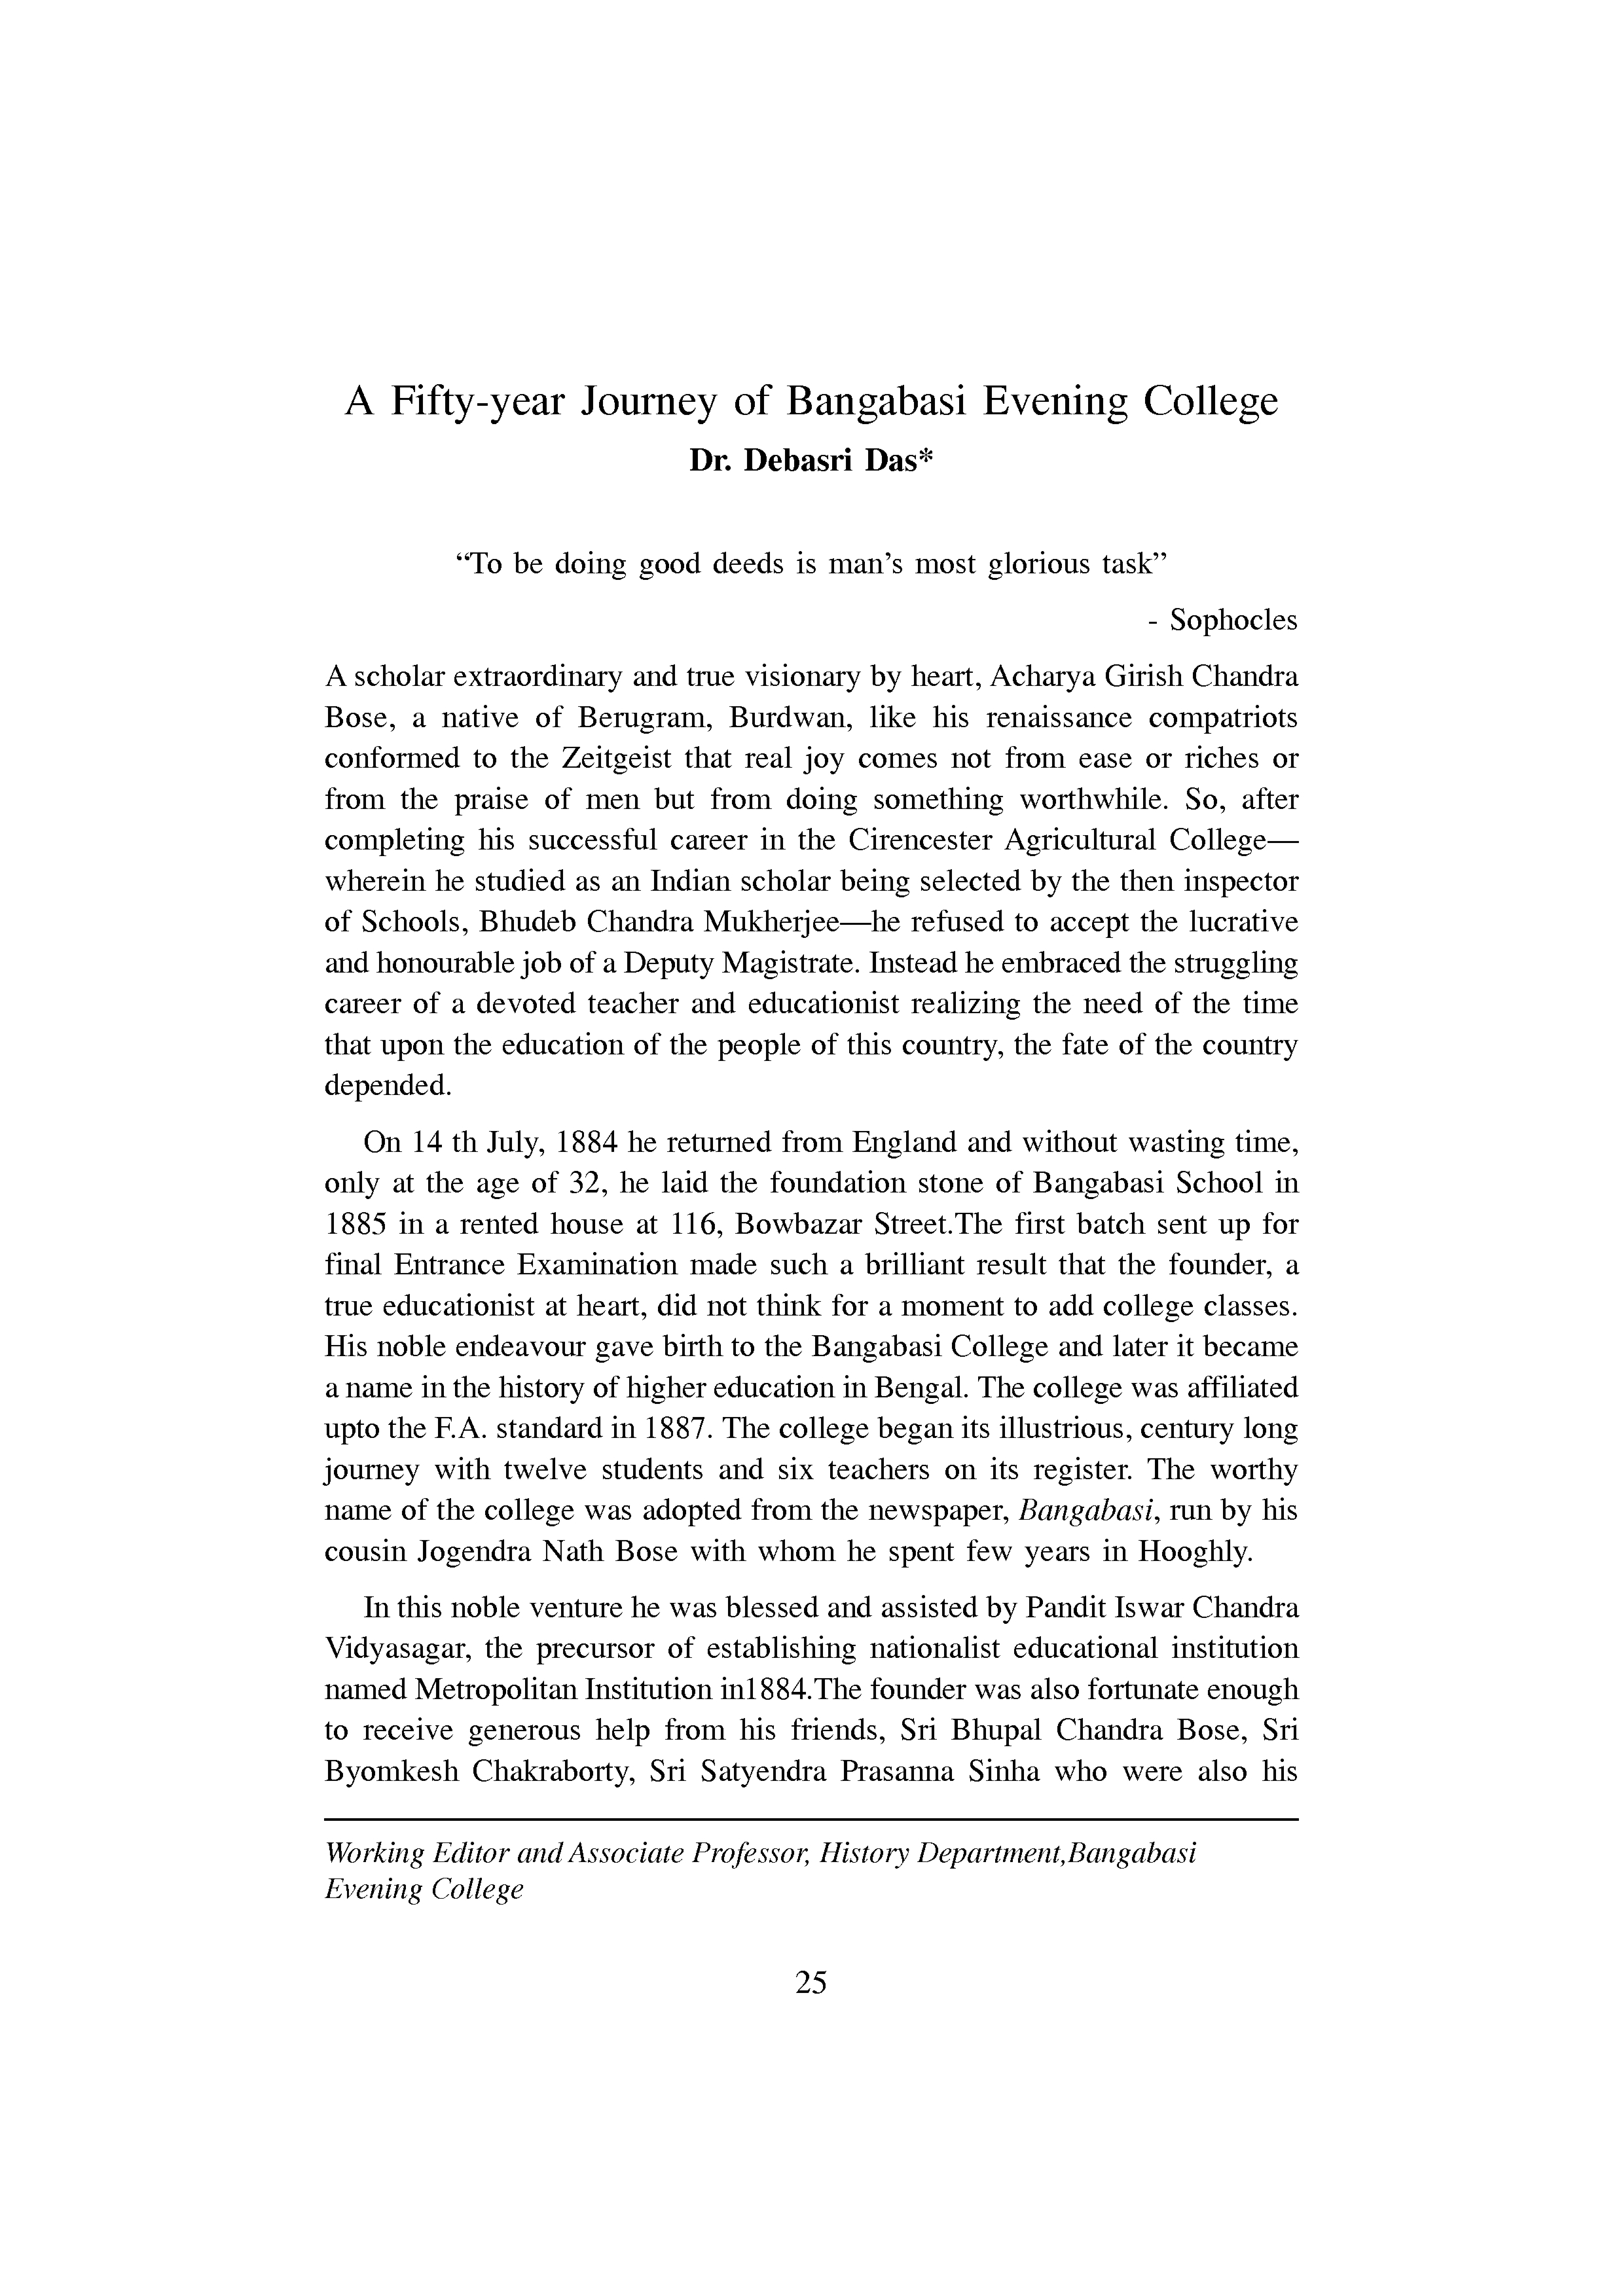 A Fifty-year Journey of Bangabasi Evening College
Dr. Debasri Das*
“To be doing good deeds is man’s most glorious task”
- Sophocles
A scholar extraordinary and true visionary by heart, Acharya Girish Chandra
Bose, a native of Berugram, Burdwan, like his renaissance compatriots
conformed to the Zeitgeist that real joy comes not from ease or riches or
from the praise of men but from doing something worthwhile. So, after
completing his successful career in the Cirencester Agricultural College—
wherein he studied as an Indian scholar being selected by the then inspector
of Schools, Bhudeb Chandra Mukherjee—he refused to accept the lucrative
and honourable job of a Deputy Magistrate. Instead he embraced the struggling
career of a devoted teacher and educationist realizing the need of the time
that upon the education of the people of this country, the fate of the country
depended.
On 14 th July, 1884 he returned from England and without wasting time,
only at the age of 32, he laid the foundation stone of Bangabasi School in
1885 in a rented house at 116, Bowbazar Street.The first batch sent up for
final Entrance Examination made such a brilliant result that the founder, a
true educationist at heart, did not think for a moment to add college classes.
His noble endeavour gave birth to the Bangabasi College and later it became
a name in the history of higher education in Bengal. The college was affiliated
upto the F.A. standard in 1887. The college began its illustrious, century long
journey with twelve students and six teachers on its register. The worthy
name of the college was adopted from the newspaper, Bangabasi, run by his
cousin Jogendra Nath Bose with whom he spent few years in Hooghly.
In this noble venture he was blessed and assisted by Pandit Iswar Chandra
Vidyasagar, the precursor of establishing nationalist educational institution
named Metropolitan Institution in1884.The founder was also fortunate enough
to receive generous help from his friends, Sri Bhupal Chandra Bose, Sri
Byomkesh Chakraborty, Sri Satyendra Prasanna Sinha who were also his
Working Editor and Associate Professor, History Department,Bangabasi
Evening College
25